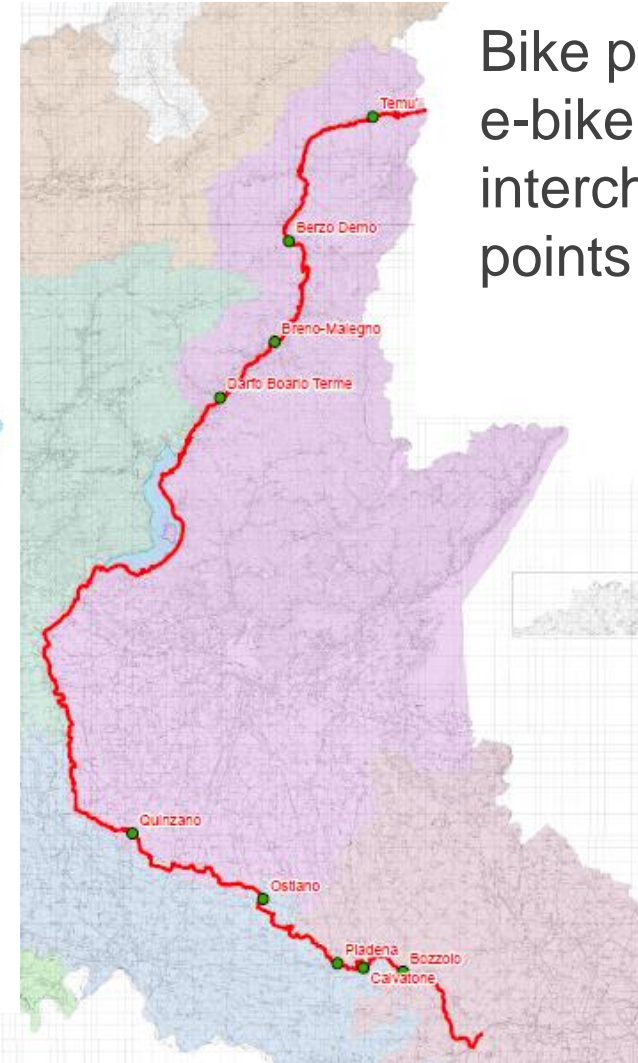 Bike p
e-bike
interch
points
Temu'
Berzo Demo
Breno-Malegno
Darfo Boario Terme
Quinzano
Ostiano
Piadena
Bozzolo
Calvatone